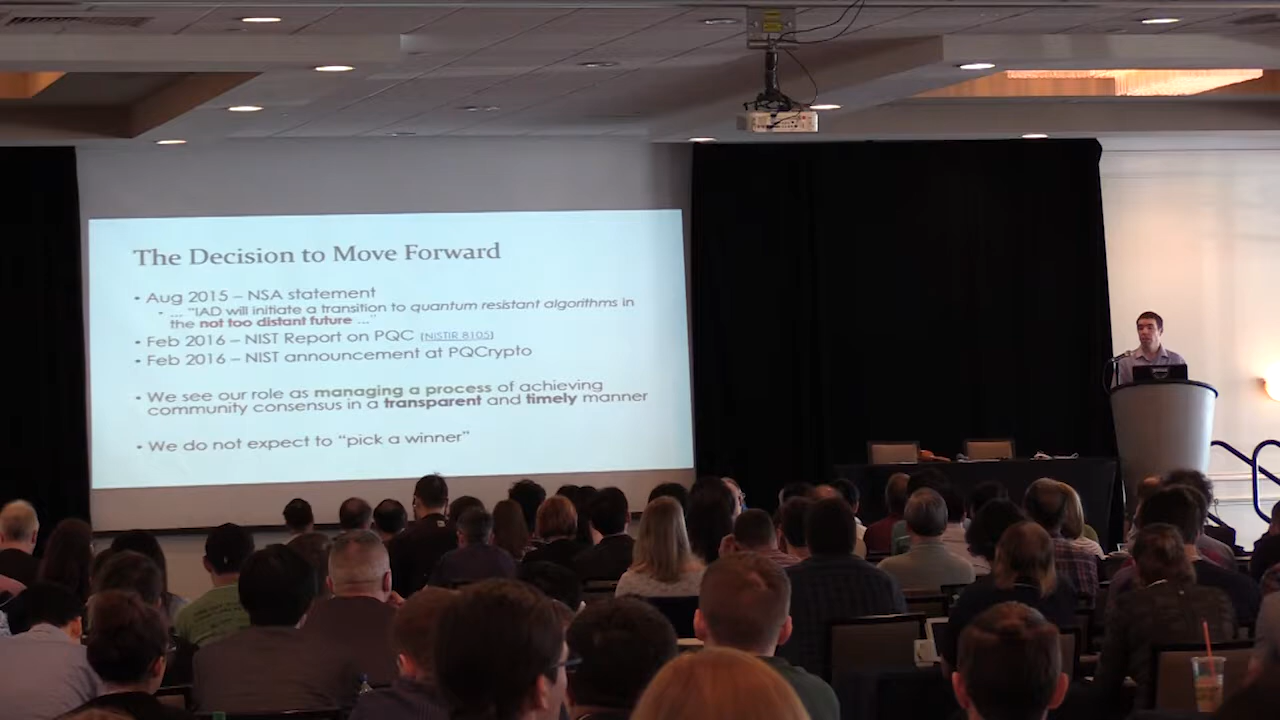 The Decision to Move Forward
• Aug 2015 – NSA statement
• ... "IAD will initiate a transition to quantum resistant algorithms in
the not too distant future ..."
• Feb 2016 – NIST Report on PQC (NISTIR 8105)
• Feb 2016 – NIST announcement at PQCrypto
• We see our role as managing a process of achieving
community consensus in a transparent and timely manner
• We do not expect to "pick a winner"